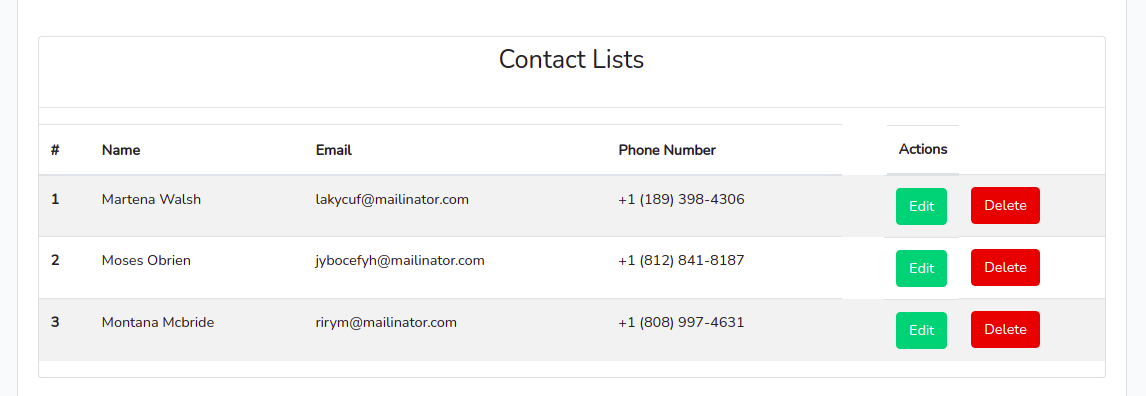 Contact Lists
# Name Email Phone Number Actions
1 Martena Walsh lakycuf@mailinator.com +1 (189) 398-4306 Edit Delete
2 Moses Obrien jybocefyh@mailinator.com +1 (812) 841-8187 Edit Delete
3 Montana Mcbride rirym@mailinator.com +1 (808) 997-4631 Edit Delete